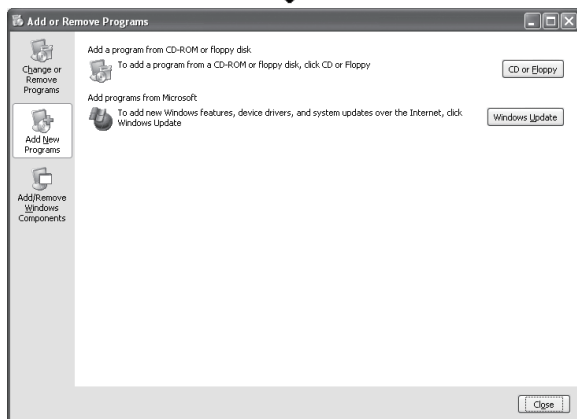 Add or Remove Programs
Change or
Remove
Programs
Add New
Programs
Add/Remove
Windows
Components
Add a program from CD-ROM or floppy disk
To add a program from a CD-ROM or floppy disk, click CD or Floppy
CD or Floppy
Add programs from Microsoft
To add new Windows features, device drivers, and system updates over the Internet, click
Windows Update
Windows Update
Close